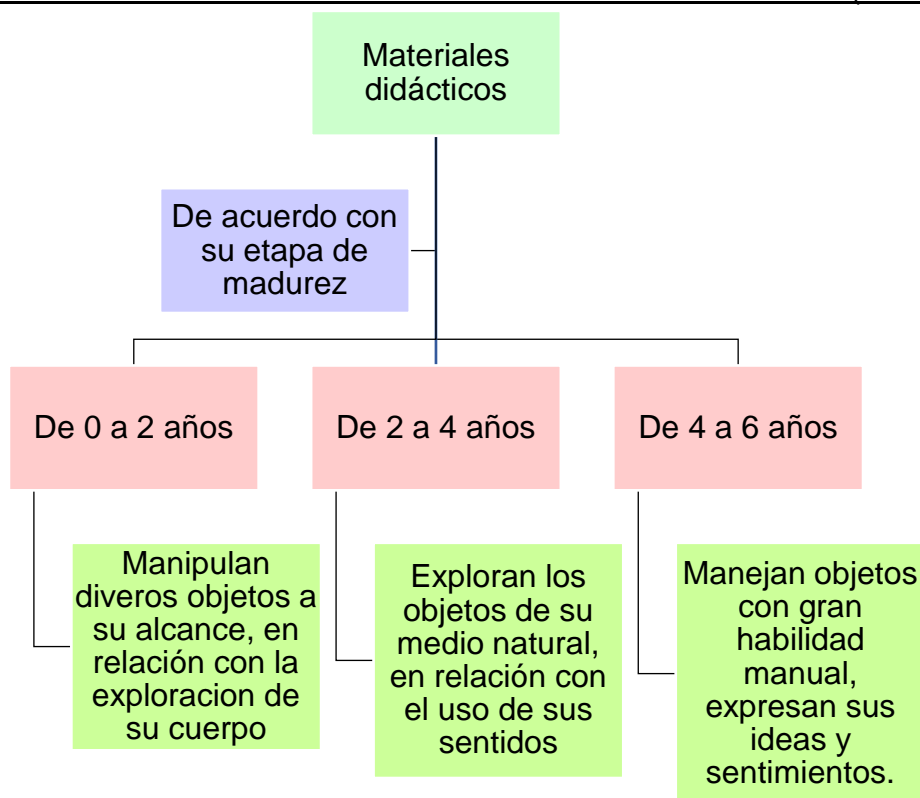 Materiales
didácticos
De acuerdo con
su etapa de
madurez
De 0 a 2 años
De 2 a 4 años
De 4 a 6 años
Manipulan
diveros objetos a
su alcance, en
relación con la
exploracion de
su cuerpo
Exploran los
objetos de su
medio natural,
en relación con
el uso de sus
sentidos
Manejan objetos
con gran
habilidad
manual,
expresan sus
ideas y
sentimientos.